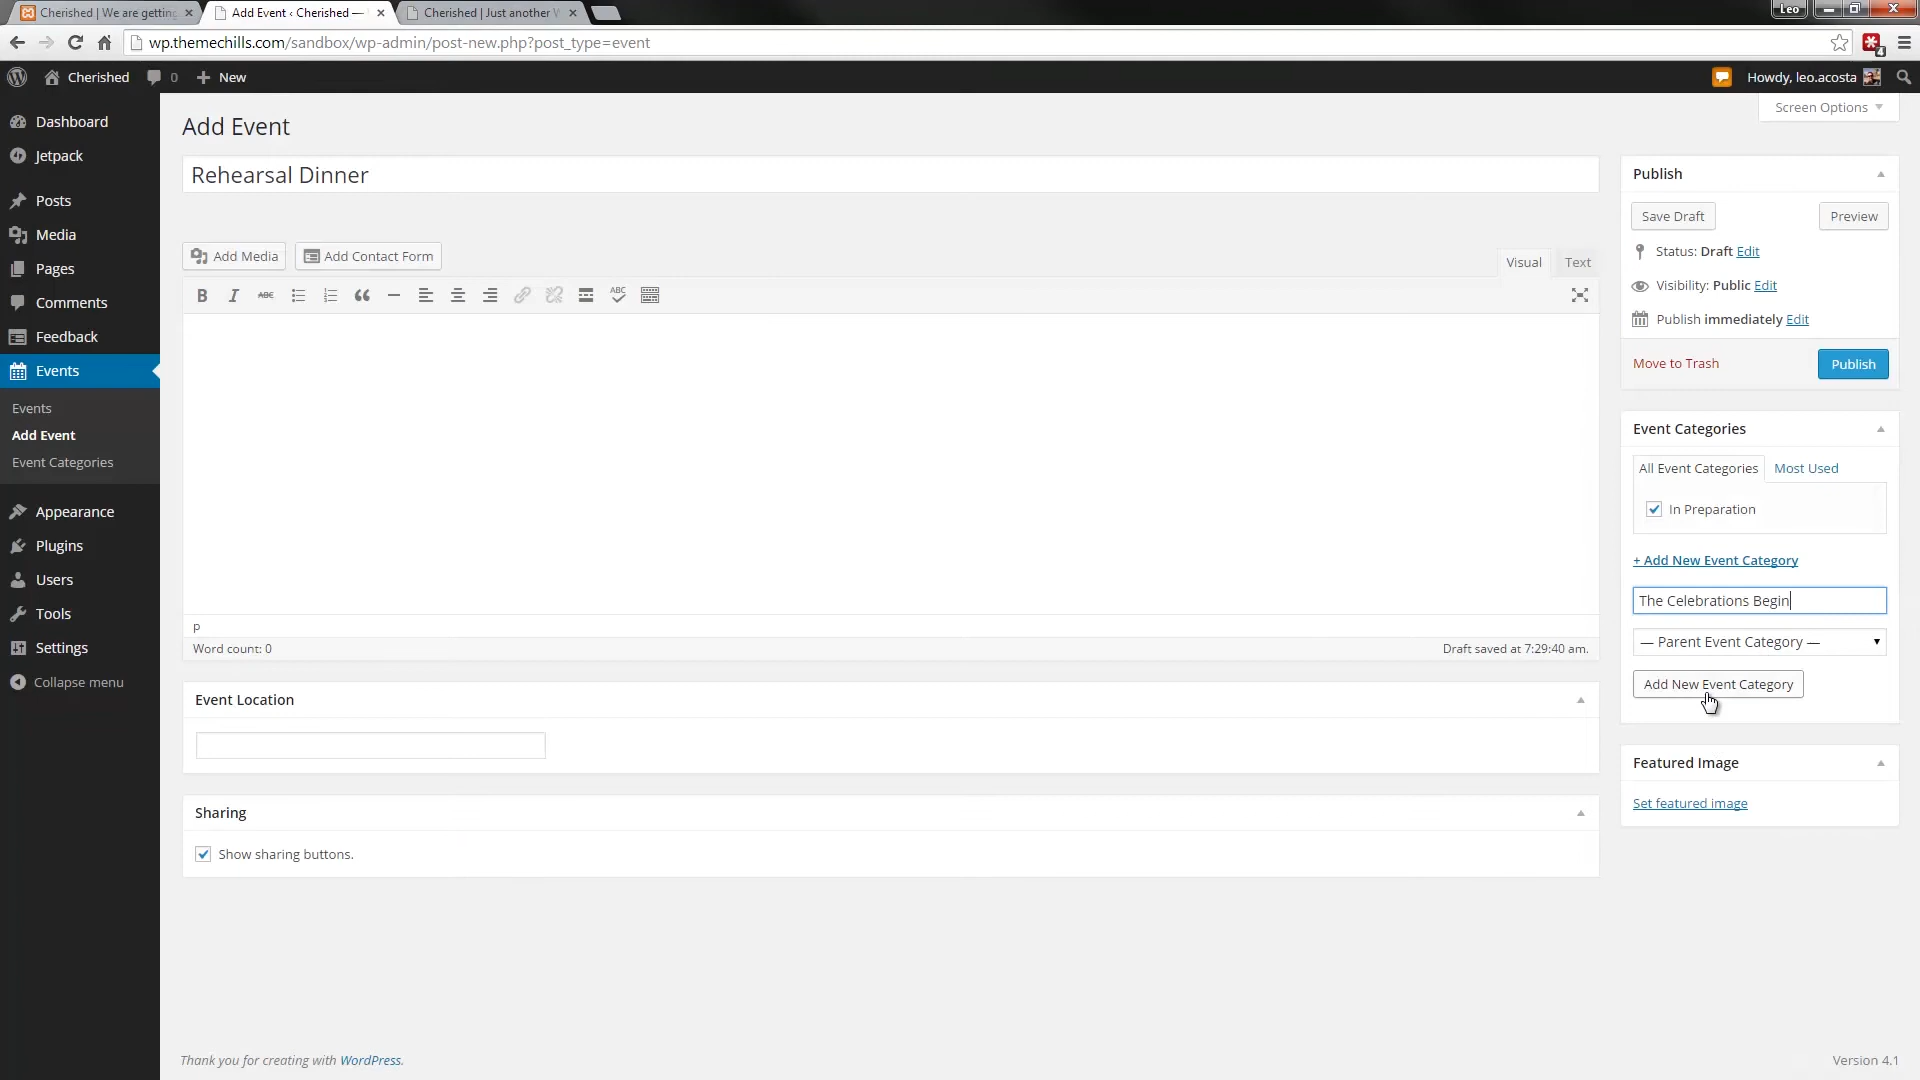 Cherished | We are getting
Add Event ‹ Cherished —
Cherished | Just another
Leo
wp.themechills.com/sandbox/wp-admin/post-new.php?post_type=event
4
Cherished
0
New
Howdy, leo.acosta
Dashboard
Jetpack
Posts
Media
Pages
Comments
Feedback
Events
Events
Add Event
Event Categories
Appearance
Plugins
Users
Tools
Settings
Collapse menu
Screen Options
Add Event
Rehearsal Dinner
Add Media
Add Contact Form
Visual
Text
B I ABC ABC
p
Word count: 0
Draft saved at 7:29:40 am.
Event Location
Sharing
Show sharing buttons.
Publish
Save Draft
Preview
Status: Draft Edit
Visibility: Public Edit
Publish immediately Edit
Move to Trash
Publish
Event Categories
All Event Categories
Most Used
In Preparation
+ Add New Event Category
The Celebrations Begin
— Parent Event Category —
Add New Event Category
Featured Image
Set featured image
Thank you for creating with WordPress.
Version 4.1